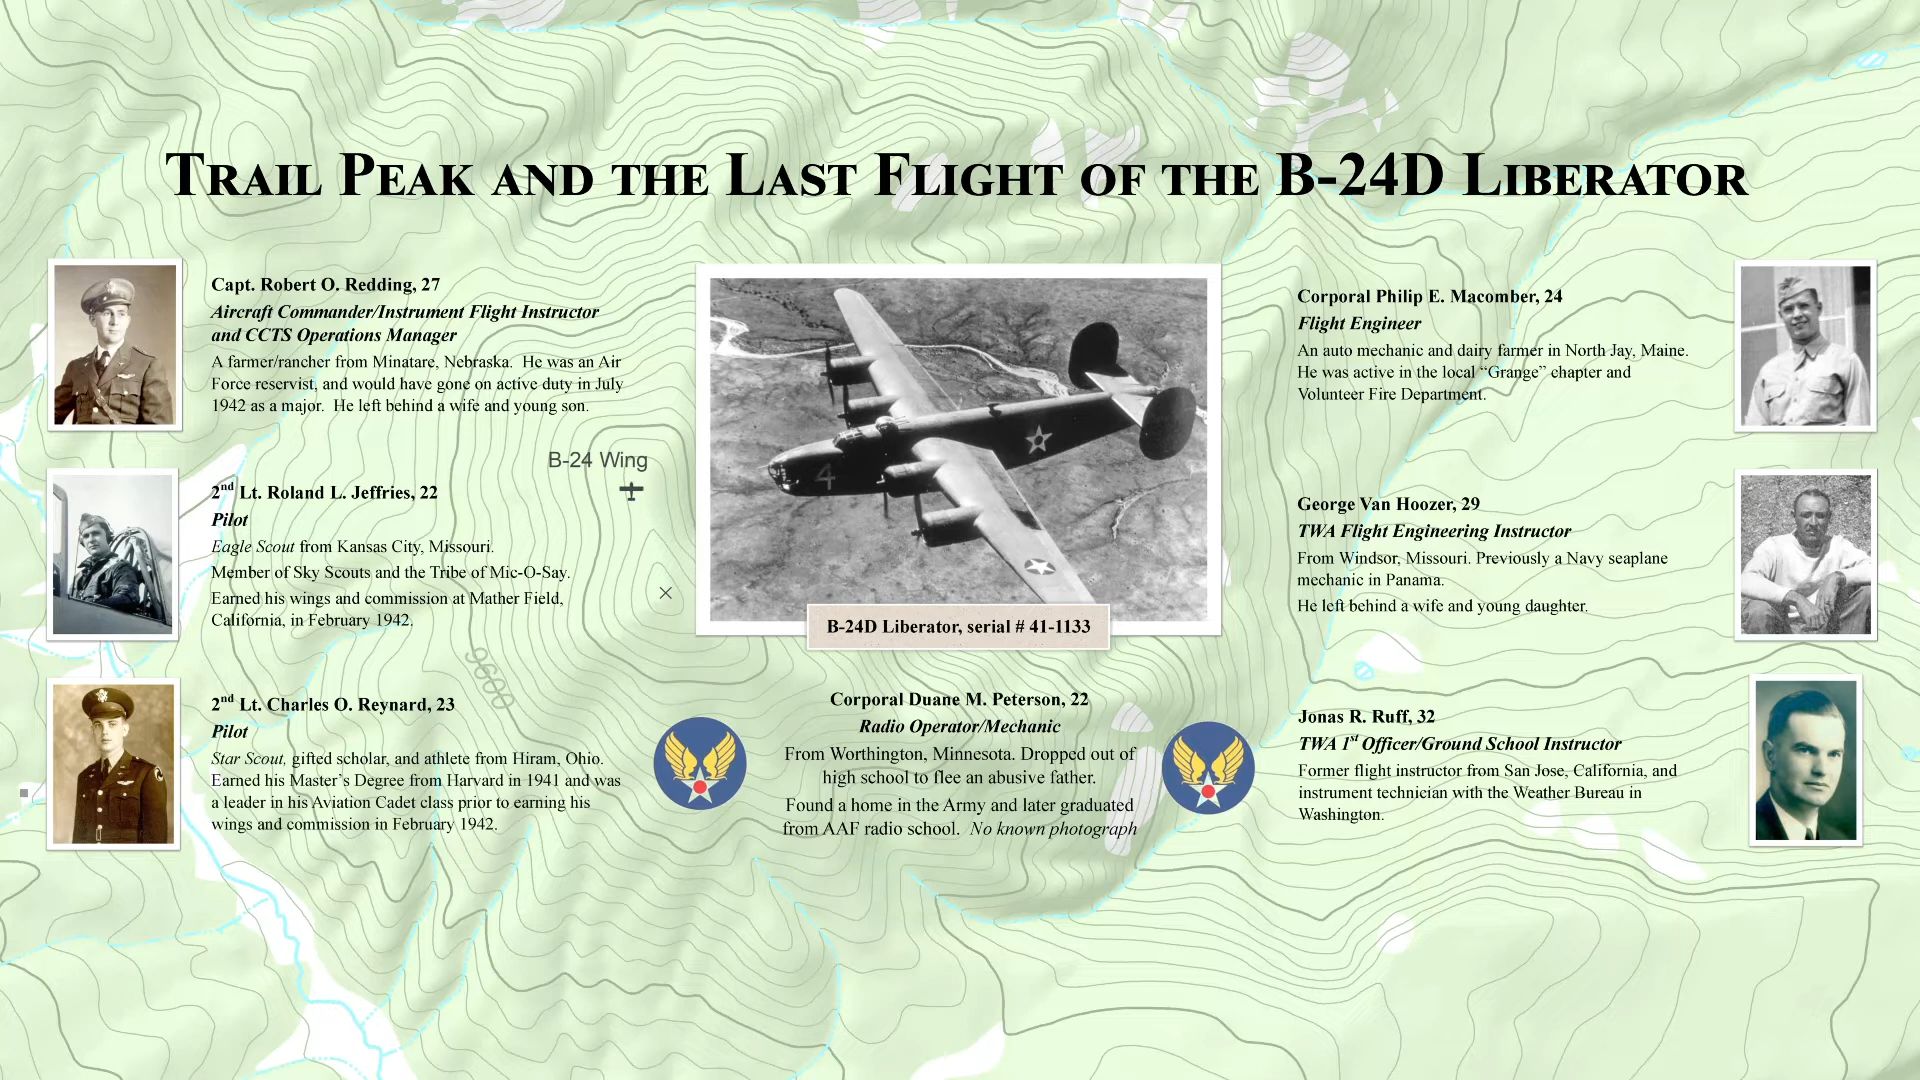 Trail Peak and the Last Flight of the B-24D Liberator
Capt. Robert O. Redding, 27
Aircraft Commander/Instrument Flight Instructor
and CCTS Operations Manager
A farmer/rancher from Minatare, Nebraska. He was an Air
Force reservist, and would have gone on active duty in July
1942 as a major. He left behind a wife and young son.
B-24 Wing
2nd Lt. Roland L. Jeffries, 22
Pilot
Eagle Scout from Kansas City, Missouri.
Member of Sky Scouts and the Tribe of Mic-O-Say.
Earned his wings and commission at Mather Field,
California, in February 1942.
9600
2nd Lt. Charles O. Reynard, 23
Pilot
Star Scout, gifted scholar, and athlete from Hiram, Ohio.
Earned his Master's Degree from Harvard in 1941 and was
a leader in his Aviation Cadet class prior to earning his
wings and commission in February 1942.
4
B-24D Liberator, serial # 41-1133
Corporal Duane M. Peterson, 22
Radio Operator/Mechanic
From Worthington, Minnesota. Dropped out of
high school to flee an abusive father.
Found a home in the Army and later graduated
from AAF radio school. No known photograph
Corporal Philip E. Macomber, 24
Flight Engineer
An auto mechanic and dairy farmer in North Jay, Maine.
He was active in the local “Grange” chapter and
Volunteer Fire Department.
George Van Hoozer, 29
TWA Flight Engineering Instructor
From Windsor, Missouri. Previously a Navy seaplane
mechanic in Panama.
He left behind a wife and young daughter.
Jonas R. Ruff, 32
TWA 1st Officer/Ground School Instructor
Former flight instructor from San Jose, California, and
instrument technician with the Weather Bureau in
Washington.